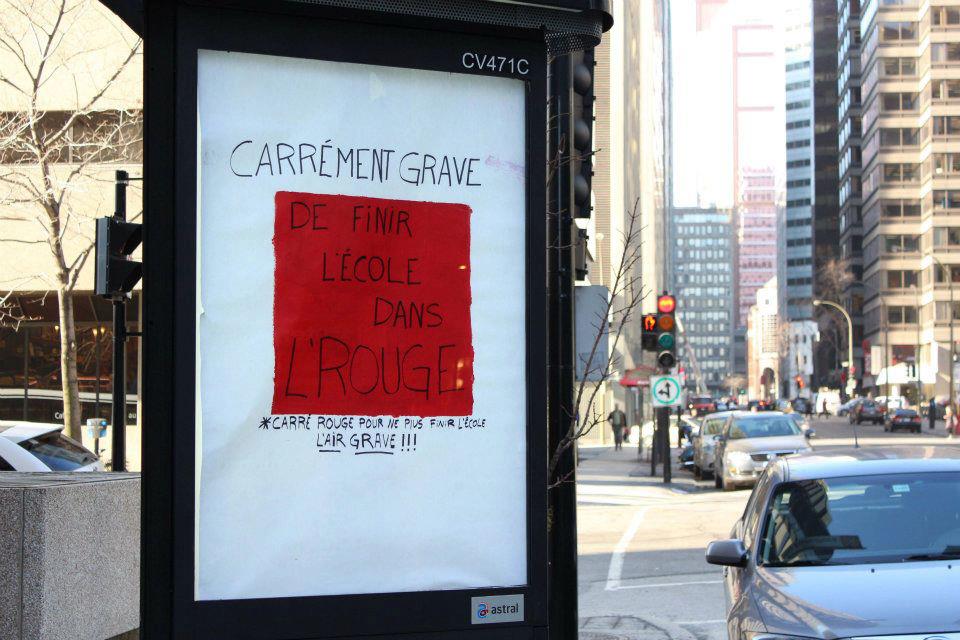 CV471C
CARRÉMENT GRAVE
DE FINIR
L'ÉCOLE
DANS
L'ROUGE
*CARRÉ ROUGE POUR NE PLUS FINIR L'ÉCOLE
L'AIR GRAVE!!!
astral